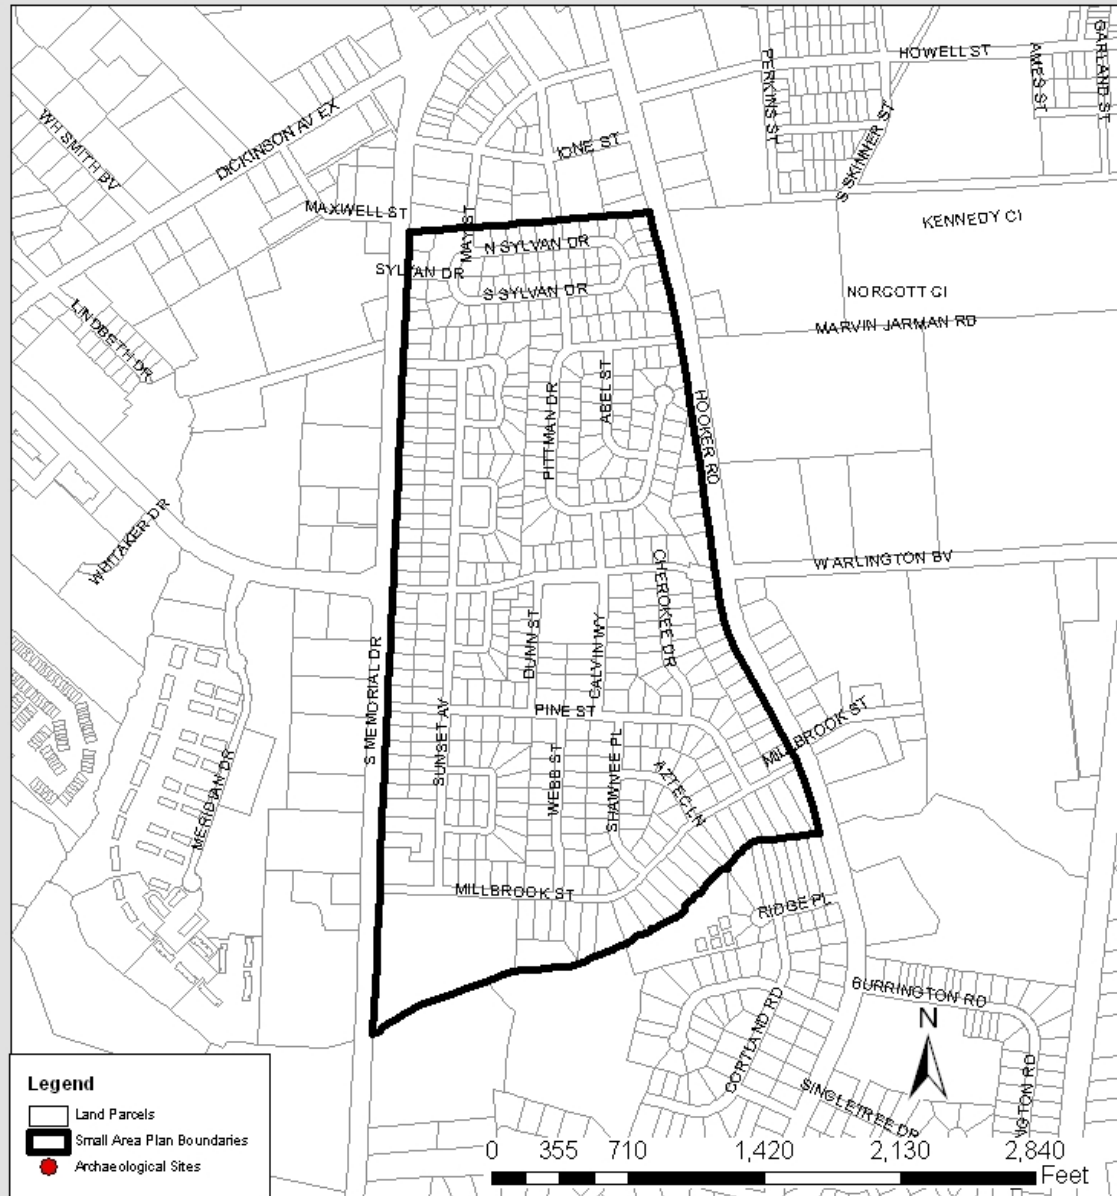 HOWELL ST
GARLAND ST
AMES ST
PERKINS ST
WH SMITH BV
DICKINSON AV EX
IONE ST
S SKINNER ST
MAXWELL ST
MAY ST
KENNEDY CI
N SYLVAN DR
SYLVAN DR
S SYLVAN DR
NORCOTT CI
MARVIN JARMAN RD
LINDBETH DR
ABEL ST
PITTMAN DR
HOOKER RD
WHITAKER DR
W ARLINGTON BV
CHEROKEE DR
DUNN ST
CALVIN WY
S MEMORIAL DR
SUNSET AV
PINE ST
MILLBROOK ST
WEBB ST
SHAWNEE PL
AZTEC LN
MERIDIAN DR
MILLBROOK ST
RIDGE PL
BURRINGTON RD
CORTLAND RD
SINGLETREE DR
NGTON RD
N
Legend
Land Parcels
Small Area Plan Boundaries
Archaeological Sites
0 355 710 1,420 2,130 2,840
Feet